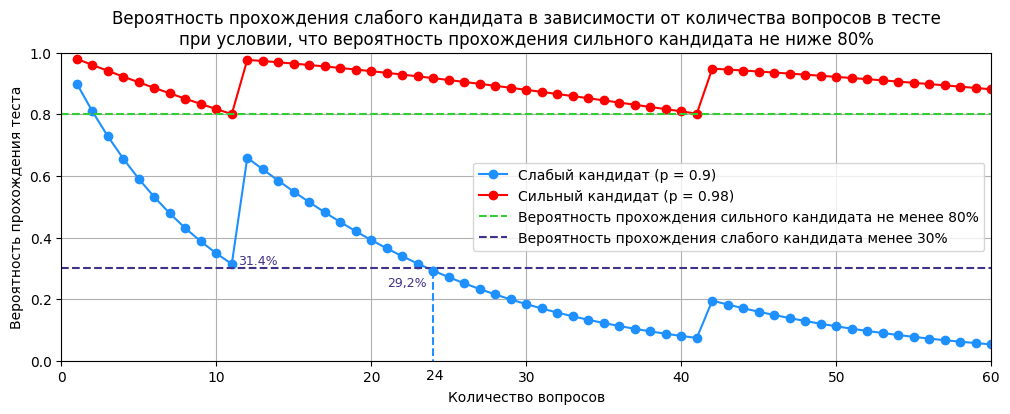 Вероятность прохождения слабого кандидата в зависимости от количества вопросов в тесте
при условии, что вероятность прохождения сильного кандидата не ниже 80%
Вероятность прохождения теста
1.0
0.8
0.6
0.4
0.2
0.0
Слабый кандидат (p = 0.9)
Сильный кандидат (p = 0.98)
Вероятность прохождения сильного кандидата не менее 80%
Вероятность прохождения слабого кандидата менее 30%
31.4%
29,2%
0
10
20
24
30
40
50
60
Количество вопросов